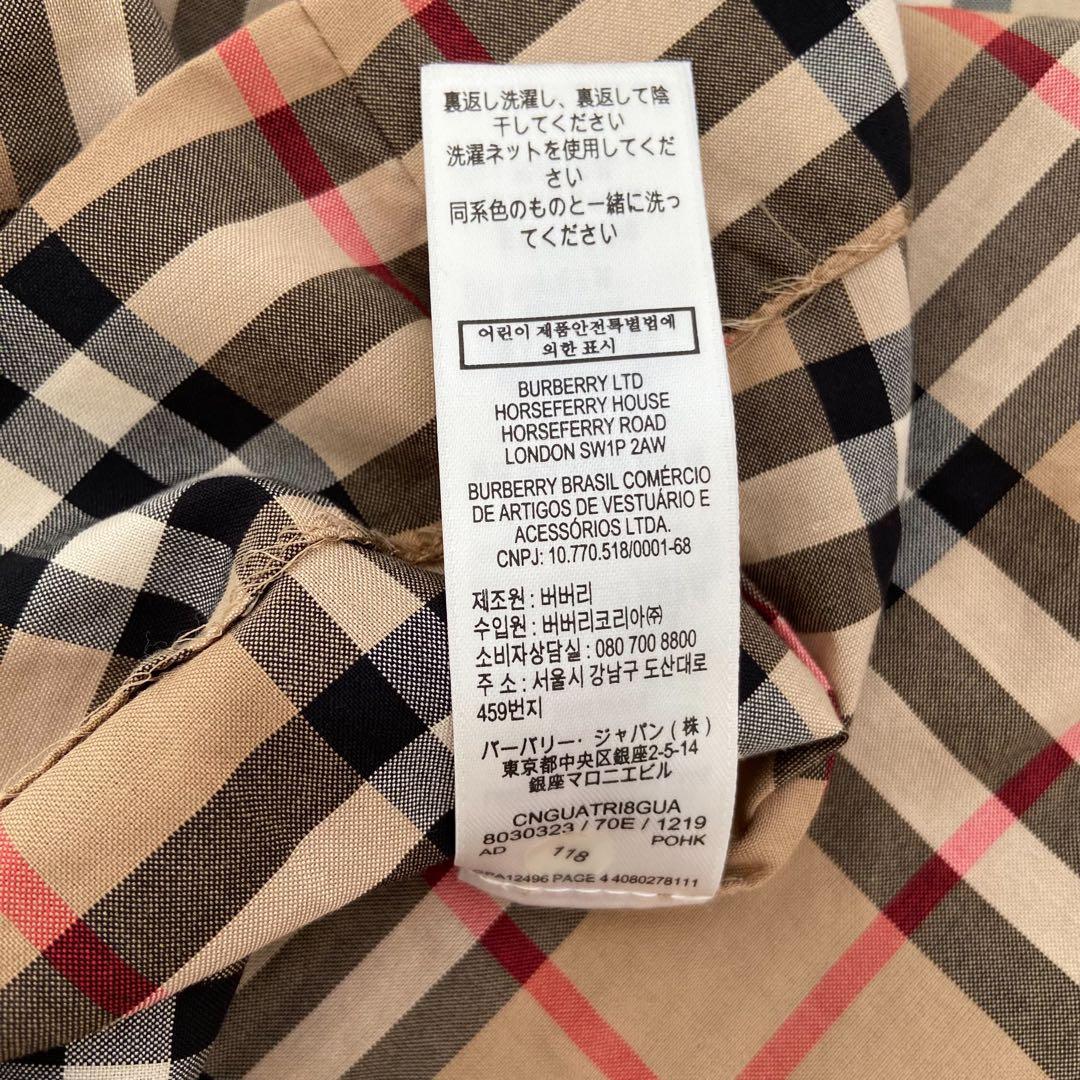 裏返し洗濯し、裏返して陰
干してください
洗濯ネットを使用してくだ
さい
同系色のものと一緒に洗っ
てください
어린이 제품안전특별법에
의한 표시
BURBERRY LTD
HORSEFERRY HOUSE
HORSEFERRY ROAD
LONDON SW1P 2AW
BURBERRY BRASIL COMÉRCIO
DE ARTIGOS DE VESTUÁRIO E
ACESSÓRIOS LTDA.
CNPJ: 10.770.518/0001-68
제조원 : 버버리
수입원 : 버버리코리아㈜
소비자상담실 : 080 700 8800
주 소 : 서울시 강남구 도산대로
459번지
バーバリー・ジャパン(株)
東京都中央区銀座2-5-14
銀座マロニエビル
CNGUATRI8GUA
8030323 / 70E / 1219
AD 118 POHK
PAGE 4 4080278111